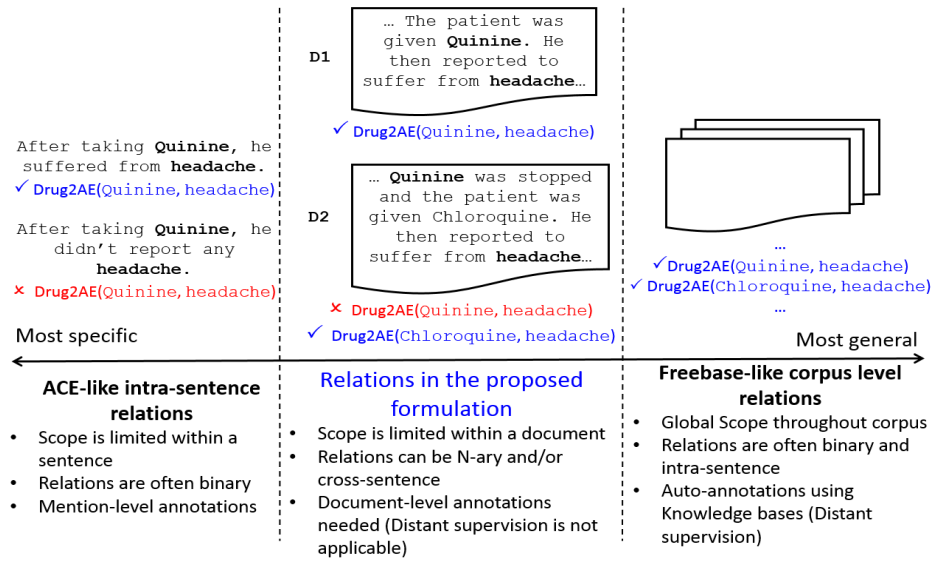 After taking Quinine, he
suffered from headache.
✓ Drug2AE(Quinine, headache)
After taking Quinine, he
didn't report any
headache.
✗ Drug2AE(Quinine, headache)
Most specific
D1
… The patient was
given Quinine. He
then reported to
suffer from headache…
✓ Drug2AE(Quinine, headache)
D2
… Quinine was stopped
and the patient was
given Chloroquine. He
then reported to
suffer from headache…
✗ Drug2AE(Quinine, headache)
✓ Drug2AE(Chloroquine, headache)
…
✓Drug2AE(Quinine, headache)
✓ Drug2AE(Chloroquine, headache)
…
Most general
ACE-like intra-sentence
relations
• Scope is limited within a
sentence
• Relations are often binary
• Mention-level annotations
Relations in the proposed
formulation
• Scope is limited within a document
• Relations can be N-ary and/or
cross-sentence
• Document-level annotations
needed (Distant supervision is not
applicable)
Freebase-like corpus level
relations
• Global Scope throughout corpus
• Relations are often binary and
intra-sentence
• Auto-annotations using
Knowledge bases (Distant
supervision)